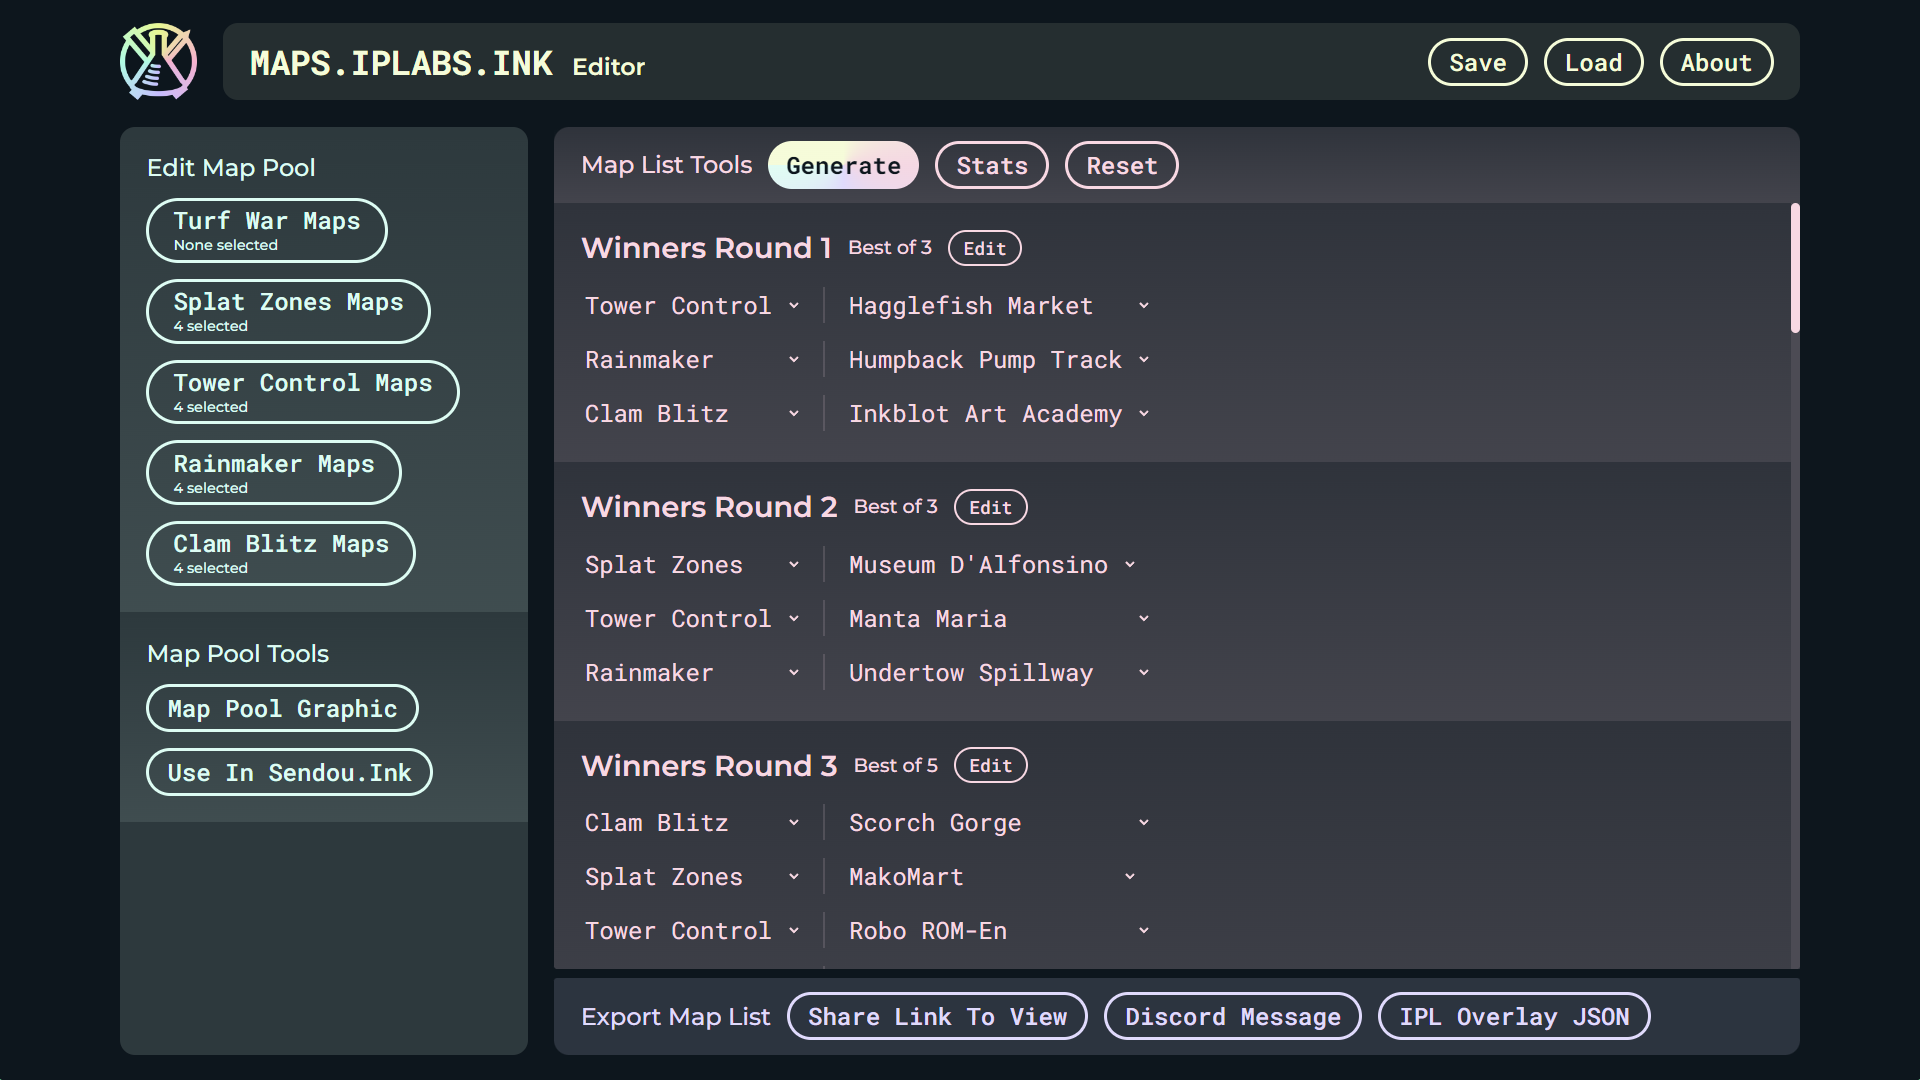 MAPS.IPLABS.INK Editor
Save Load About
Edit Map Pool
Turf War Maps
None selected
Splat Zones Maps
4 selected
Tower Control Maps
4 selected
Rainmaker Maps
4 selected
Clam Blitz Maps
4 selected
Map Pool Tools
Map Pool Graphic
Use In Sendou.Ink
Map List Tools Generate Stats Reset
Winners Round 1 Best of 3 Edit
Tower Control Hagglefish Market
Rainmaker Humpback Pump Track
Clam Blitz Inkblot Art Academy
Winners Round 2 Best of 3 Edit
Splat Zones Museum D'Alfonsino
Tower Control Manta Maria
Rainmaker Undertow Spillway
Winners Round 3 Best of 5 Edit
Clam Blitz Scorch Gorge
Splat Zones MakoMart
Tower Control Robo ROM-En
Export Map List Share Link To View Discord Message IPL Overlay JSON